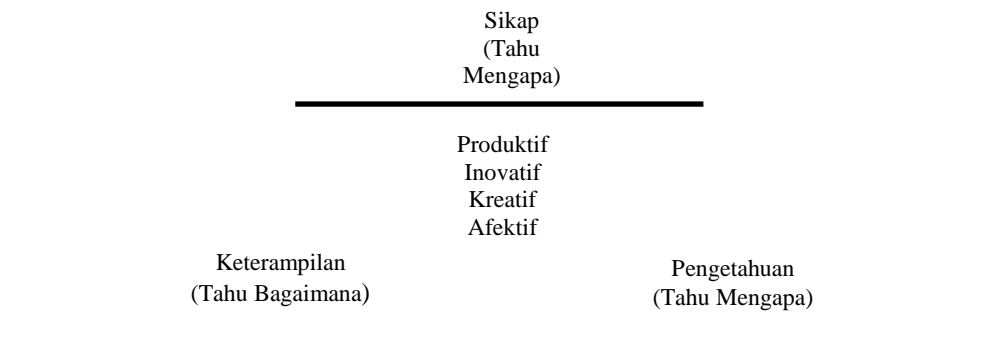 Sikap
(Tahu
Mengapa)
Produktif
Inovatif
Kreatif
Afektif
Keterampilan
(Tahu Bagaimana)
Pengetahuan
(Tahu Mengapa)